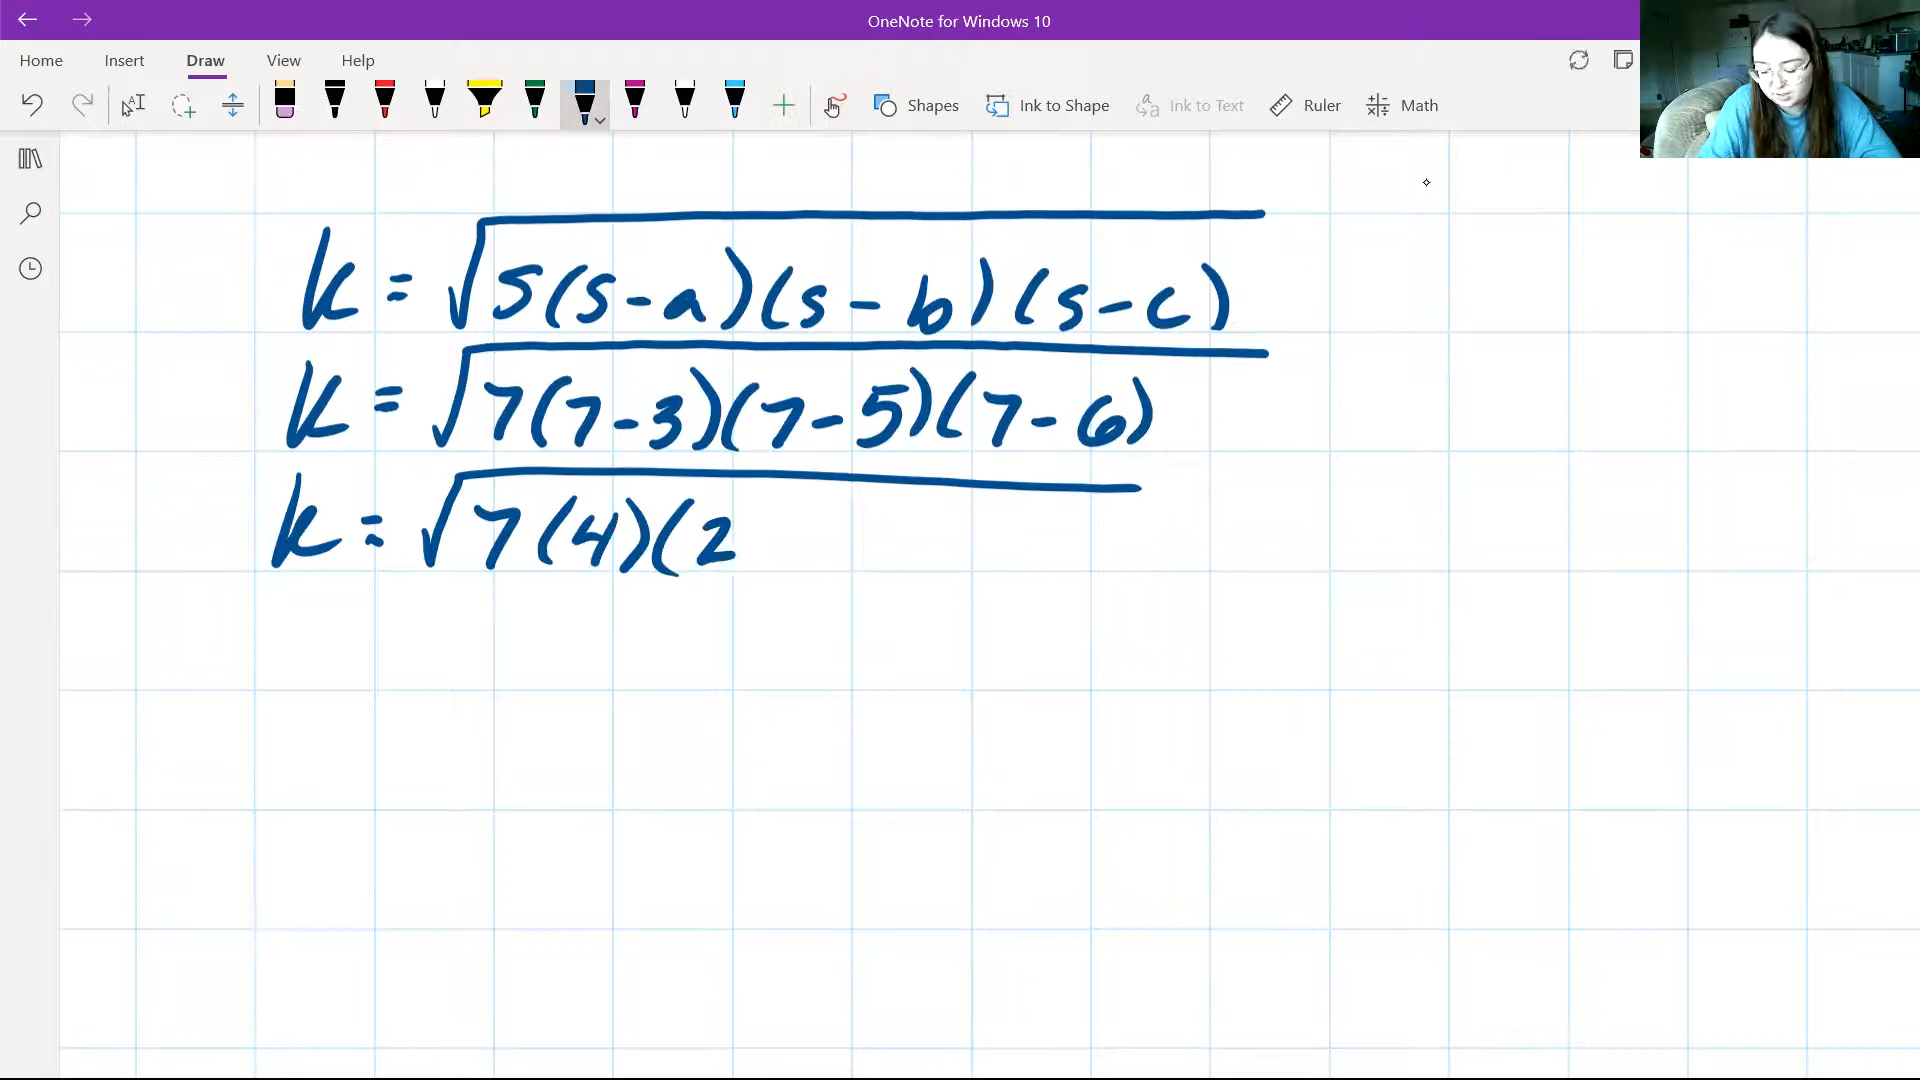 OneNote for Windows 10
Home Insert Draw View Help
Shapes Ink to Shape Ink to Text Ruler Math
k = √s(s-a)(s-b)(s-c)
k = √7(7-3)(7-5)(7-6)
k = √7(4)(2